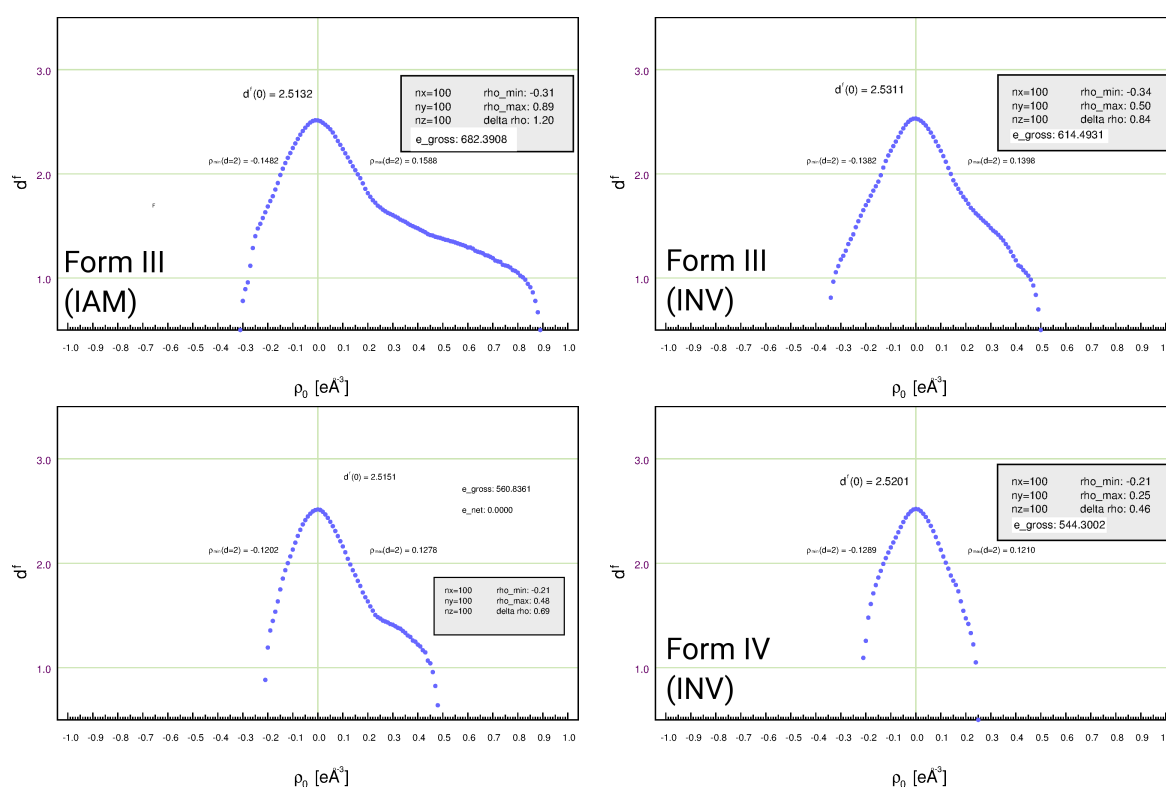 3.0
2.0
1.0
d^f
d^f(0) = 2.5132
nx=100 rho_min: -0.31
ny=100 rho_max: 0.89
nz=100 delta rho: 1.20
e_gross: 682.3908
ρmin(d=2) = -0.1482
ρmax(d=2) = 0.1588
F
Form III
(IAM)
-1.0 -0.9 -0.8 -0.7 -0.6 -0.5 -0.4 -0.3 -0.2 -0.1 0.0 0.1 0.2 0.3 0.4 0.5 0.6 0.7 0.8 0.9 1.0
ρ₀ [eÅ⁻³]
3.0
2.0
1.0
d^f
d^f(0) = 2.5311
nx=100 rho_min: -0.34
ny=100 rho_max: 0.50
nz=100 delta rho: 0.84
e_gross: 614.4931
ρmin(d=2) = -0.1382
ρmax(d=2) = 0.1398
Form III
(INV)
-1.0 -0.9 -0.8 -0.7 -0.6 -0.5 -0.4 -0.3 -0.2 -0.1 0.0 0.1 0.2 0.3 0.4 0.5 0.6 0.7 0.8 0.9
ρ₀ [eÅ⁻³]
3.0
2.0
1.0
d^f
d^f(0) = 2.5151
e_gross: 560.8361
e_net: 0.0000
ρmin(d=2) = -0.1202
ρmax(d=2) = 0.1278
nx=100 rho_min: -0.21
ny=100 rho_max: 0.48
nz=100 delta rho: 0.69
-1.0 -0.9 -0.8 -0.7 -0.6 -0.5 -0.4 -0.3 -0.2 -0.1 0.0 0.1 0.2 0.3 0.4 0.5 0.6 0.7 0.8 0.9 1.0
ρ₀ [eÅ⁻³]
3.0
2.0
1.0
d^f
d^f(0) = 2.5201
nx=100 rho_min: -0.21
ny=100 rho_max: 0.25
nz=100 delta rho: 0.46
e_gross: 544.3002
ρmin(d=2) = -0.1289
ρmax(d=2) = 0.1210
Form IV
(INV)
-1.0 -0.9 -0.8 -0.7 -0.6 -0.5 -0.4 -0.3 -0.2 -0.1 0.0 0.1 0.2 0.3 0.4 0.5 0.6 0.7 0.8 0.9
ρ₀ [eÅ⁻³]